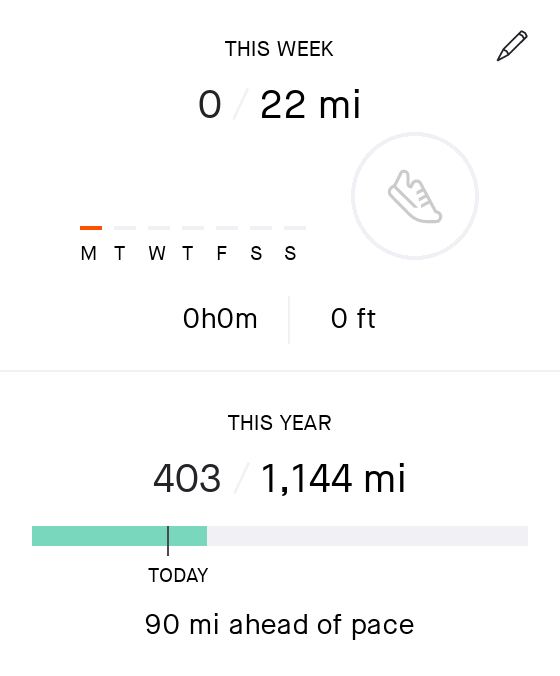 THIS WEEK
0 / 22 mi
M T W T F S S
0h0m 0 ft
THIS YEAR
403 / 1,144 mi
TODAY
90 mi ahead of pace